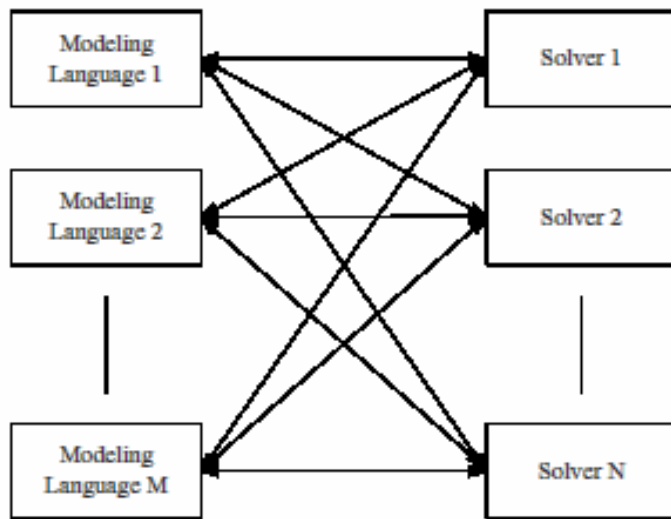 Modeling
Language 1
Solver 1
Modeling
Language 2
Solver 2
Modeling
Language M
Solver N